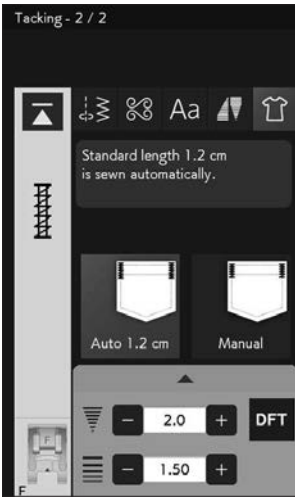 Tacking - 2 / 2
Aa
Standard length 1.2 cm
is sewn automatically.
Auto 1.2 cm
Manual
− 2.0 + DFT
− 1.50 +
F
F